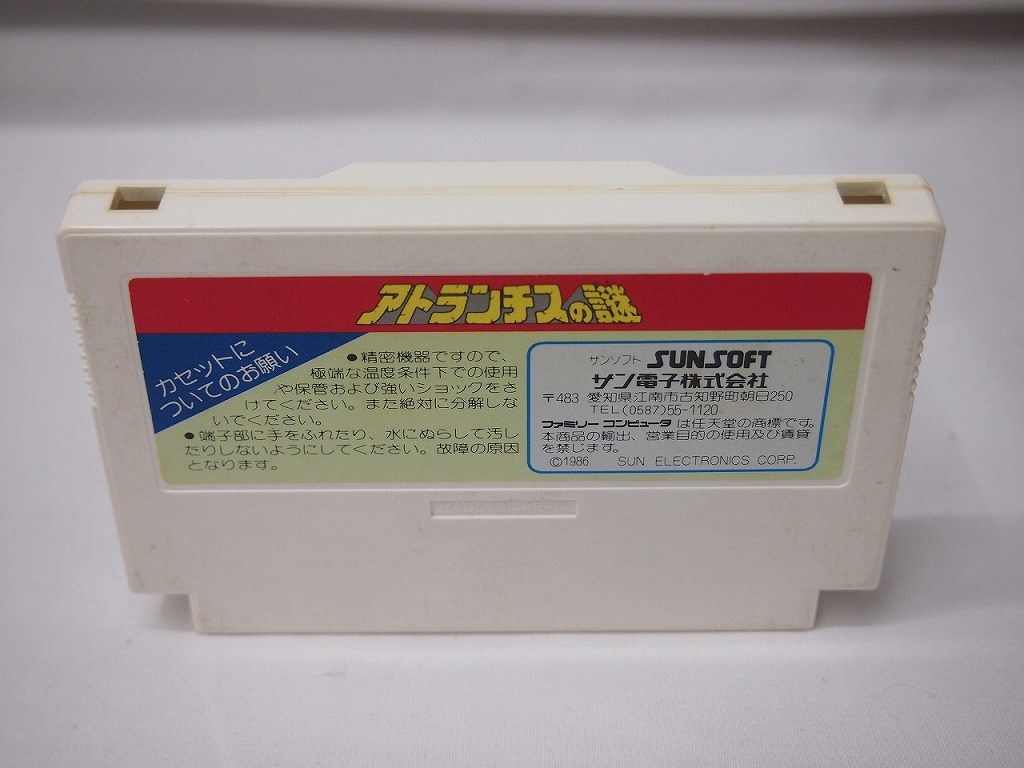 アトランチスの謎
カセットに
ついてのお願い
●精密機器ですので、
極端な温度条件下での使用
や保管および強いショックをさ
けてください。また絶対に分解しな
いでください。
●端子部に手をふれたり、水にぬらして汚し
たりしないようにしてください。故障の原因
となります。
サンソフト SUNSOFT
サン電子株式会社
〒483 愛知県江南市古知野町朝日250
TEL(0587)55-1120
ファミリー コンピュータ は任天堂の商標です。
本商品の輸出、営業目的の使用及び賃貸
を禁じます。
©1986 SUN ELECTRONICS CORP.
MADE IN JAPAN